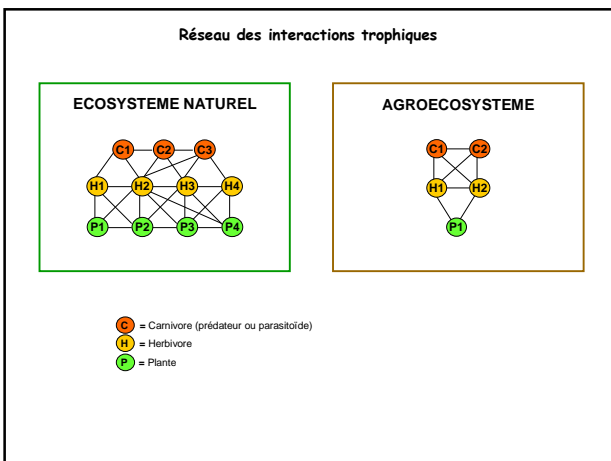 Réseau des interactions trophiques
ECOSYSTEME NATUREL
C1 C2 C3
H1 H2 H3 H4
P1 P2 P3 P4
AGROECOSYSTEME
C1 C2
H1 H2
P1
C = Carnivore (prédateur ou parasitoïde)
H = Herbivore
P = Plante